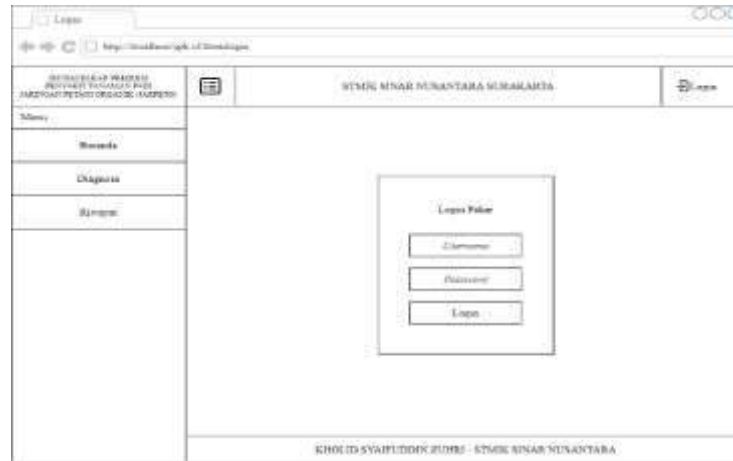 Login
STMIK SINAR NUSANTARA SURAKARTA
Login
Menu
Beranda
Diagnosa
Riwayat
Login Pakar
Username
Password
Login
KHOLID SYAIFUDDIN ZUHRI - STMIK SINAR NUSANTARA